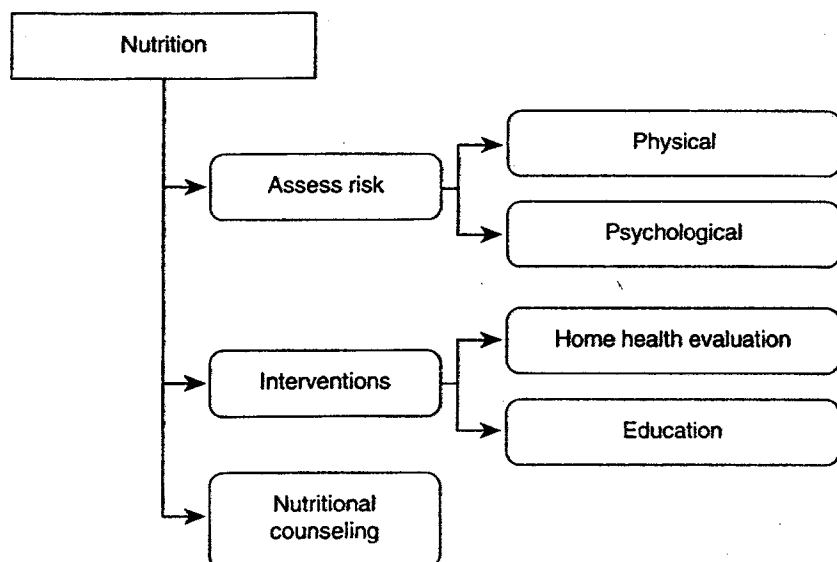 Nutrition
Assess risk
Physical
Psychological
Interventions
Home health evaluation
Education
Nutritional
counseling